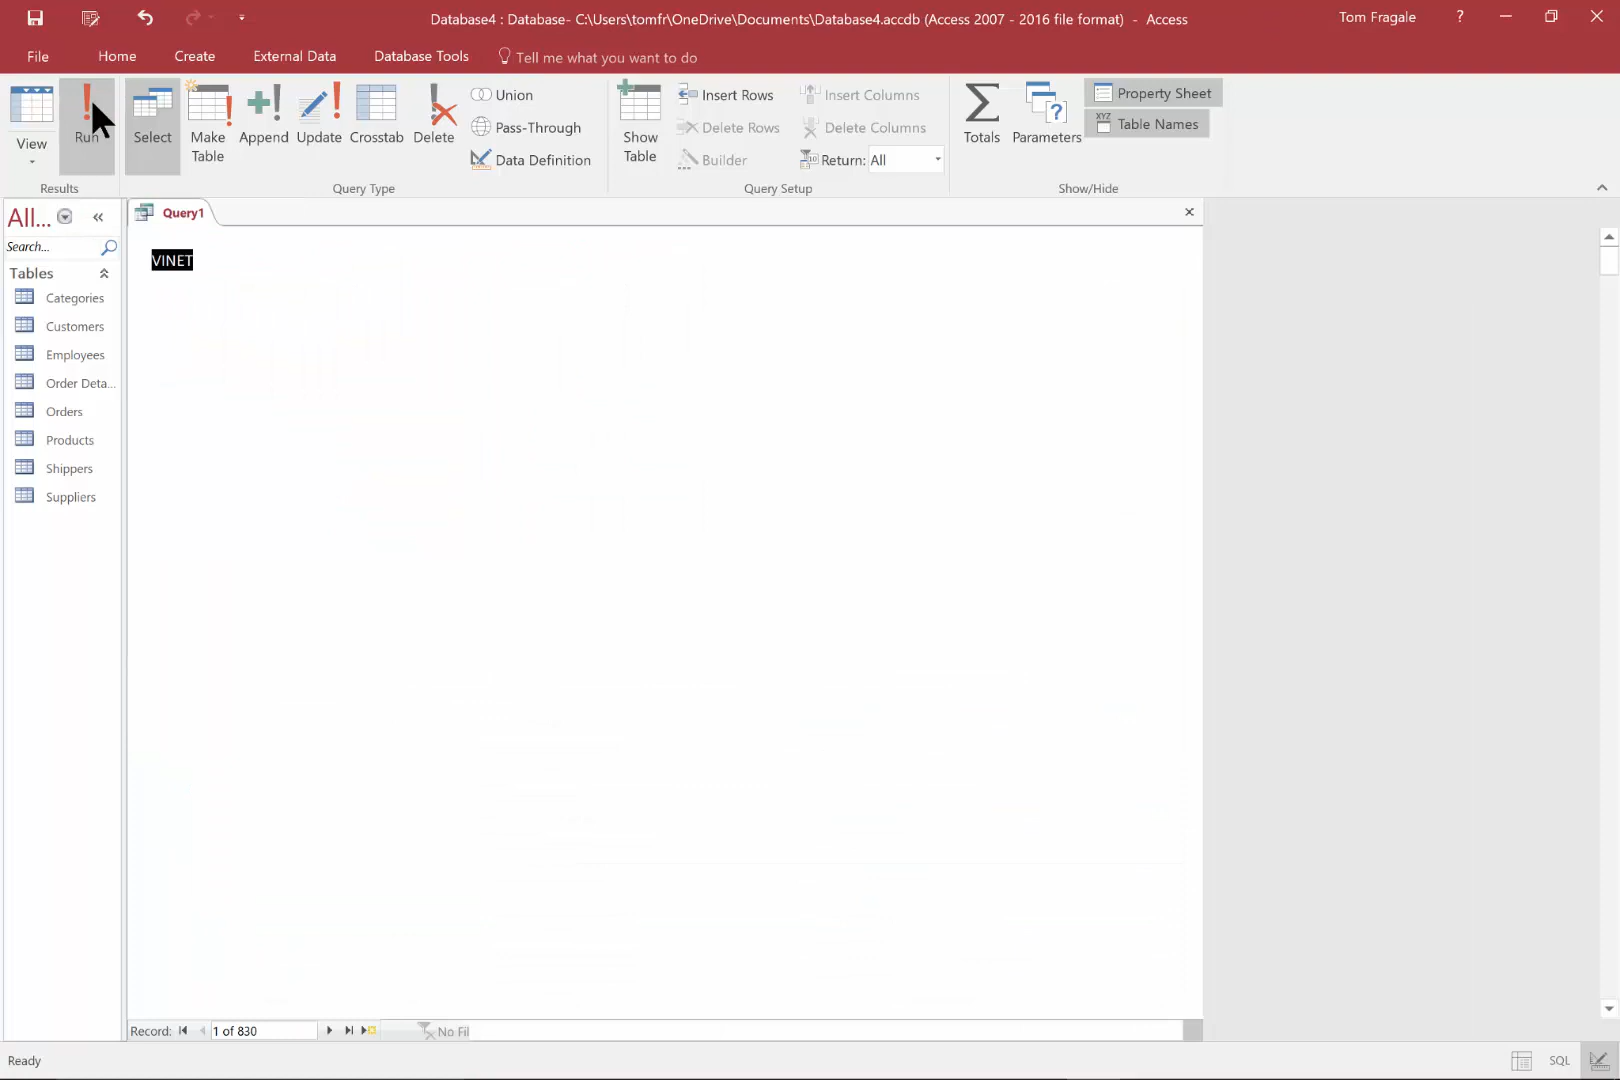 Database4 : Database- C:\Users\tomfr\OneDrive\Documents\Database4.accdb (Access 2007 - 2016 file format) - Access
Tom Fragale
?
File Home Create External Data Database Tools Tell me what you want to do
View
Run
Results
Select
Make Table
Append
Update
Crosstab
Delete
Union
Pass-Through
Data Definition
Query Type
Show Table
Insert Rows
Delete Rows
Builder
Insert Columns
Delete Columns
Return: All
Query Setup
Totals
Parameters
Property Sheet
XYZ Table Names
Show/Hide
All...
Search...
Tables
Categories
Customers
Employees
Order Deta...
Orders
Products
Shippers
Suppliers
Query1
VINET
Record: 1 of 830 No Fil
Ready
SQL